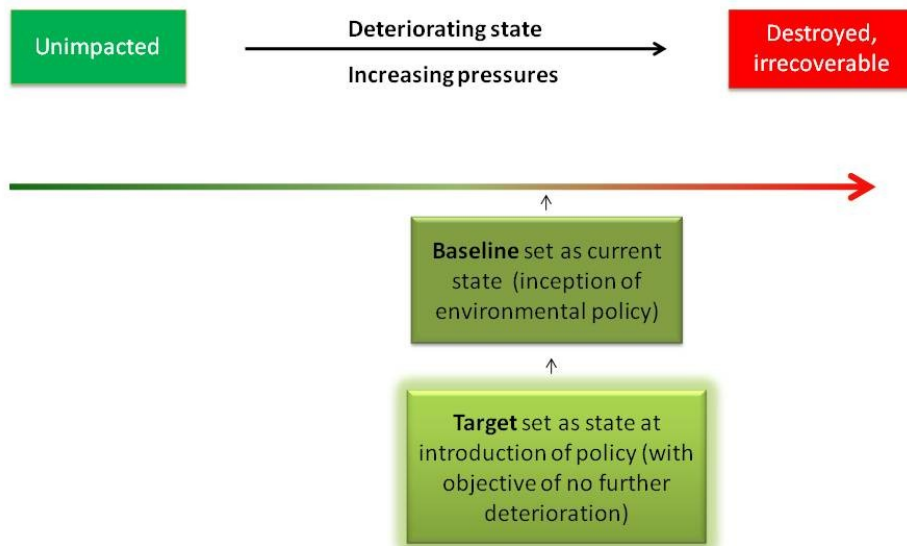 Unimpacted
Deteriorating state
Increasing pressures
Destroyed,
irrecoverable
Baseline set as current
state (inception of
environmental policy)
Target set as state at
introduction of policy (with
objective of no further
deterioration)